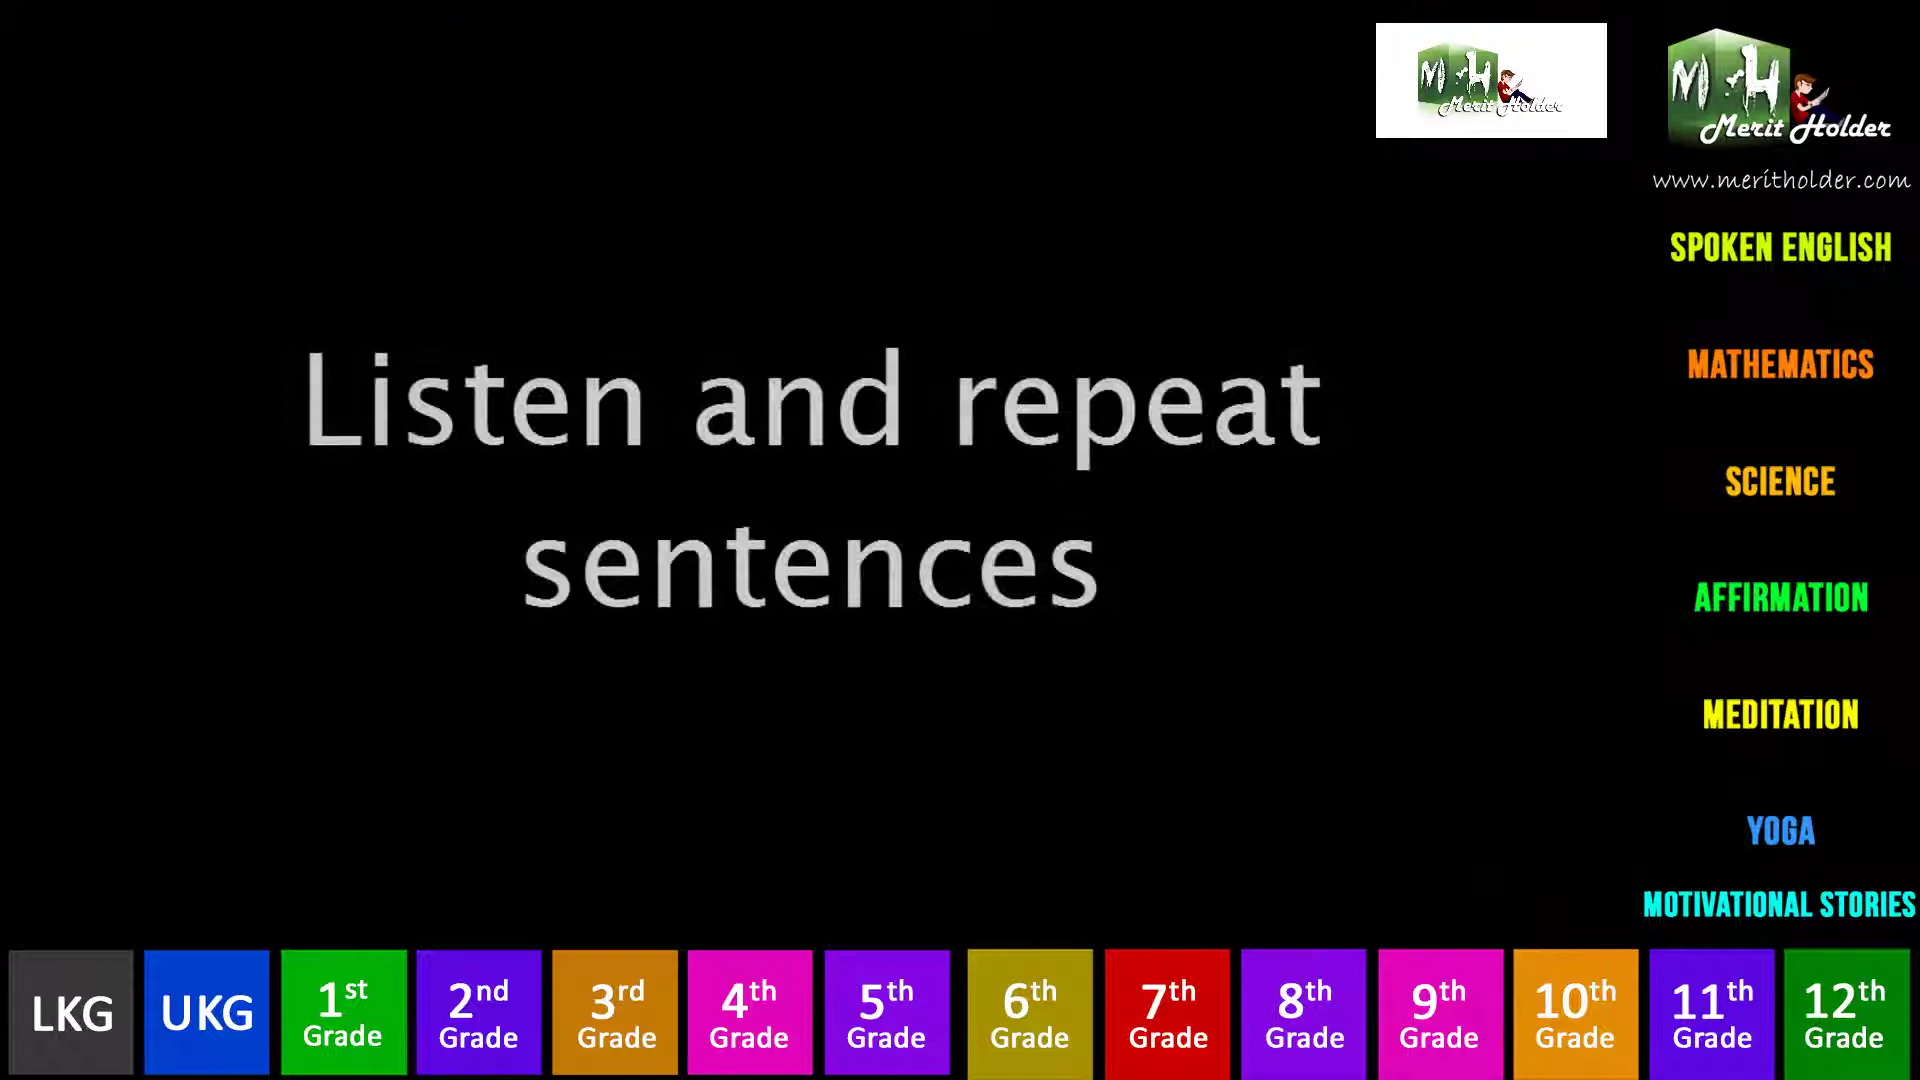 M H
Merit Holder
M H
Merit Holder
www.meritholder.com
SPOKEN ENGLISH
MATHEMATICS
SCIENCE
AFFIRMATION
MEDITATION
YOGA
MOTIVATIONAL STORIES
Listen and repeat
sentences
LKG
UKG
1st
Grade
2nd
Grade
3rd
Grade
4th
Grade
5th
Grade
6th
Grade
7th
Grade
8th
Grade
9th
Grade
10th
Grade
11th
Grade
12th
Grade